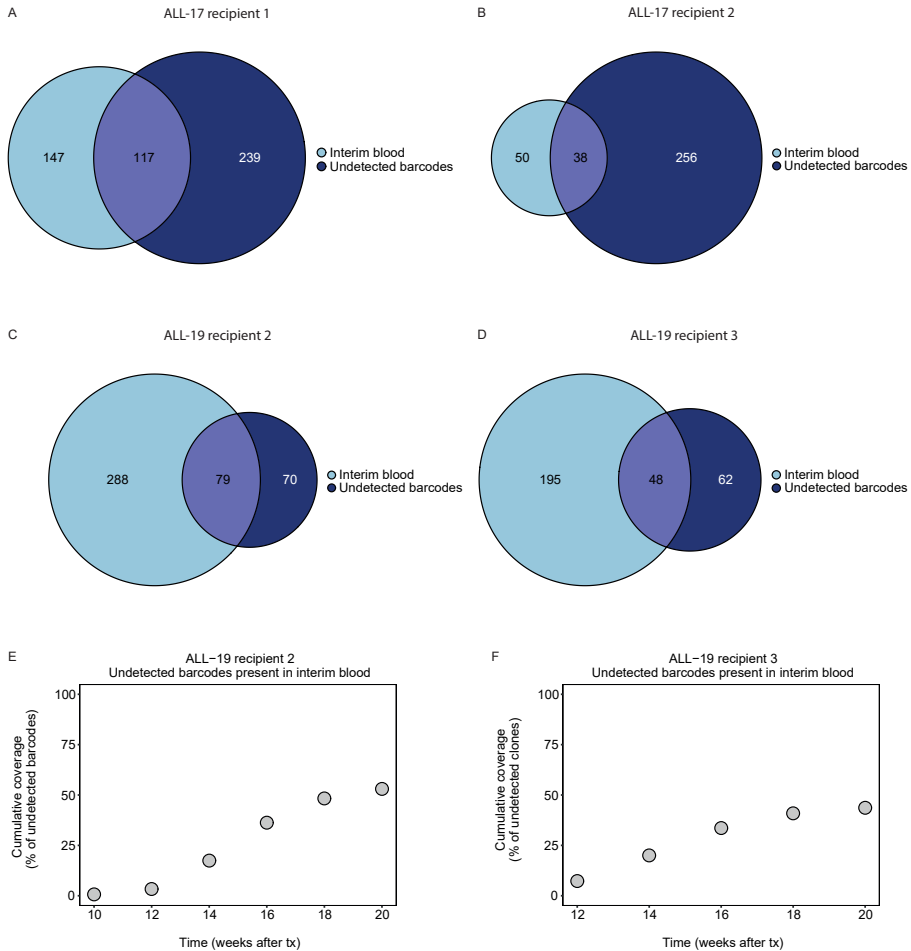 A
ALL-17 recipient 1
147
117
239
Interim blood
Undetected barcodes
B
ALL-17 recipient 2
50
38
256
Interim blood
Undetected barcodes
C
ALL-19 recipient 2
288
79
70
Interim blood
Undetected barcodes
D
ALL-19 recipient 3
195
48
62
Interim blood
Undetected barcodes
E
ALL−19 recipient 2
Undetected barcodes present in interim blood
Cumulative coverage
(% of undetected barcodes)
100
75
50
25
0
10 12 14 16 18 20
Time (weeks after tx)
F
ALL−19 recipient 3
Undetected barcodes present in interim blood
Cumulative coverage
(% of undetected clones)
100
75
50
25
0
12 14 16 18 20
Time (weeks after tx)